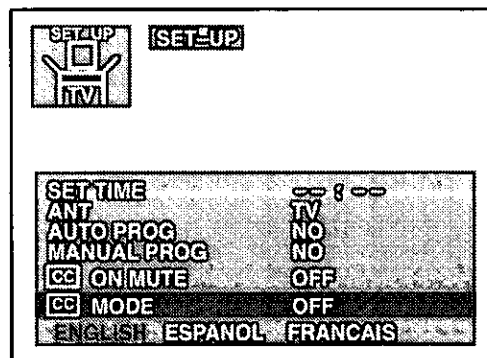 SET-UP
TV
SET-UP
SET TIME -- : --
ANT TV
AUTO PROG NO
MANUAL PROG NO
CC ON MUTE OFF
CC MODE OFF
ENGLISH ESPANOL FRANCAIS